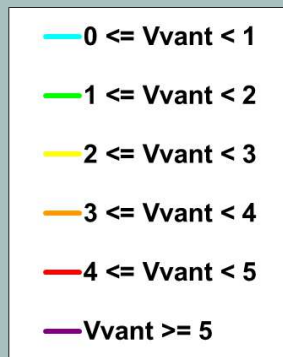 0 <= Vvant < 1
1 <= Vvant < 2
2 <= Vvant < 3
3 <= Vvant < 4
4 <= Vvant < 5
Vvant >= 5